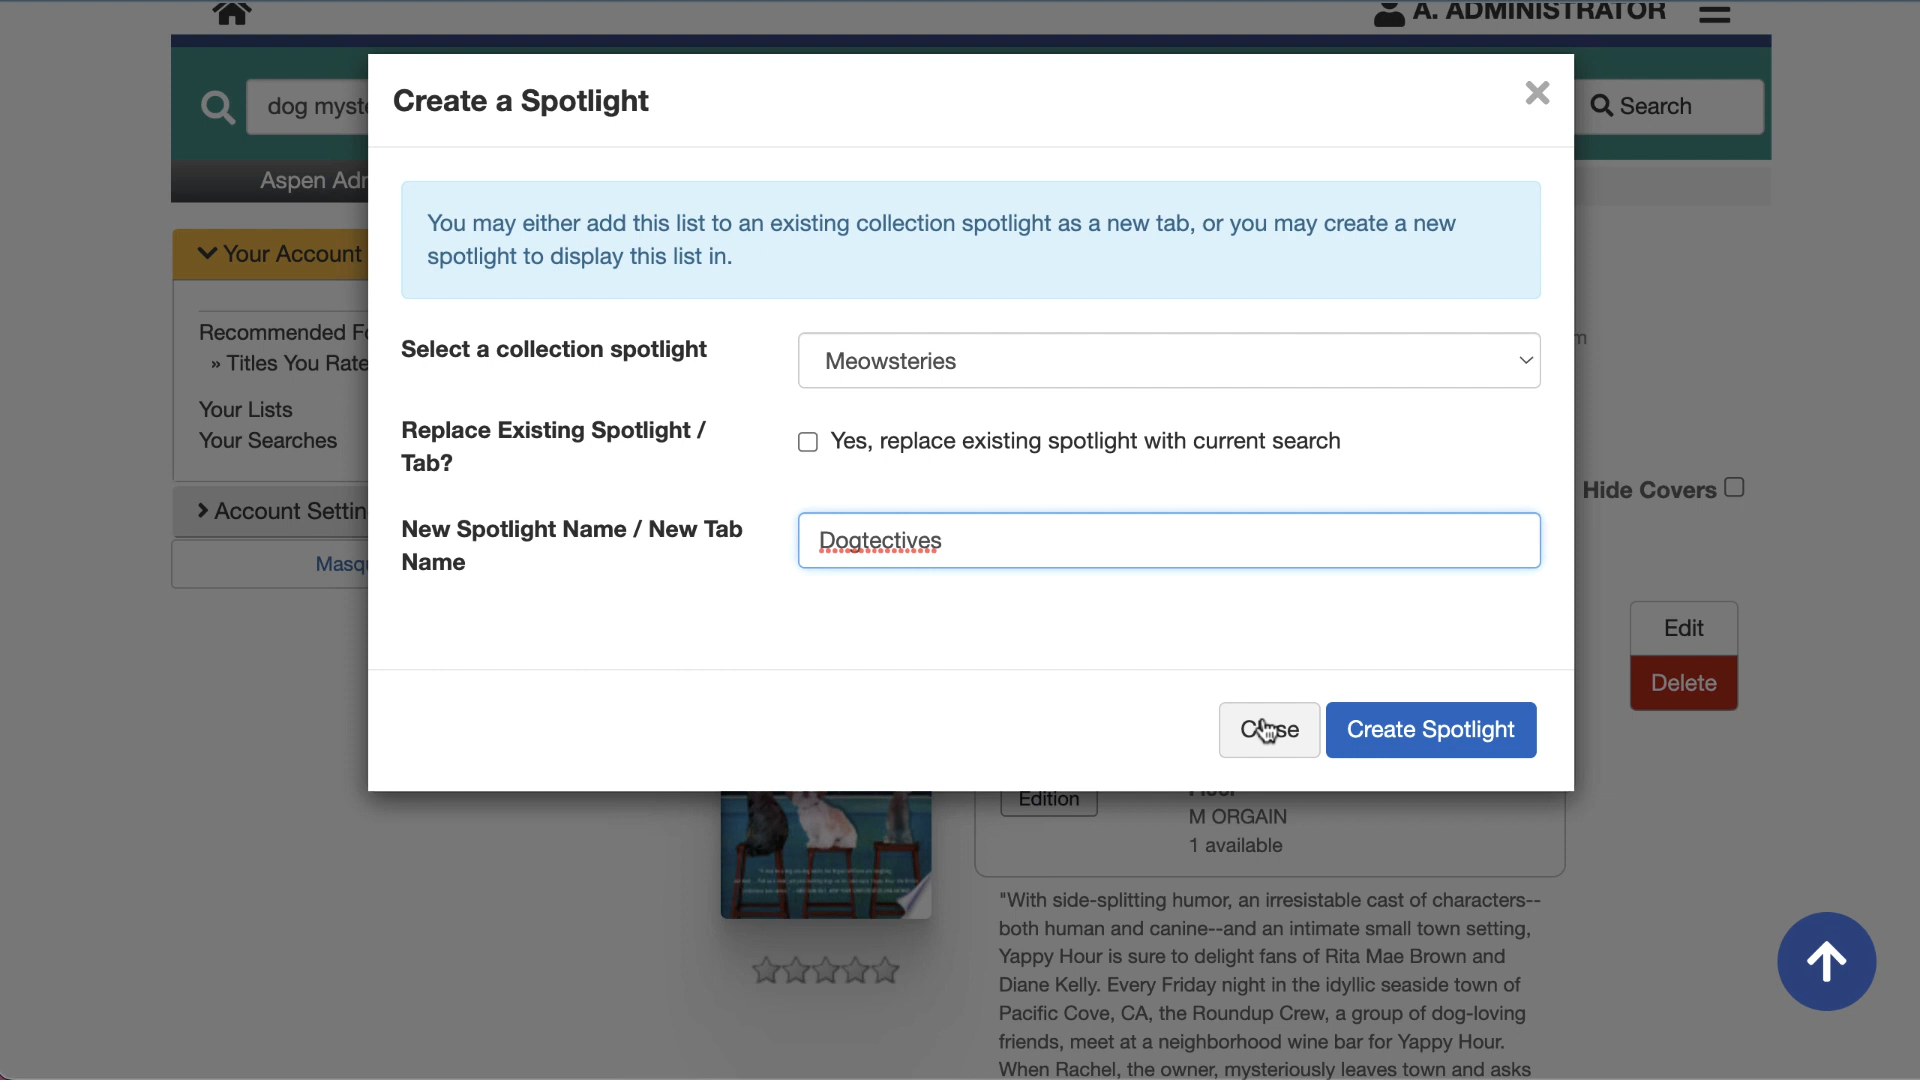 A. ADMINISTRATOR
dog myst
Search
Aspen Adr
Your Account
Recommended Fo
» Titles You Rate
Your Lists
Your Searches
Account Settin
Masqu
Create a Spotlight
You may either add this list to an existing collection spotlight as a new tab, or you may create a new
spotlight to display this list in.
Select a collection spotlight
Meowsteries
Replace Existing Spotlight /
Tab?
Yes, replace existing spotlight with current search
New Spotlight Name / New Tab
Name
Dogtectives
Close
Create Spotlight
Hide Covers
Edit
Delete
Edition
M ORGAIN
1 available
"With side-splitting humor, an irresistable cast of characters--
both human and canine--and an intimate small town setting,
Yappy Hour is sure to delight fans of Rita Mae Brown and
Diane Kelly. Every Friday night in the idyllic seaside town of
Pacific Cove, CA, the Roundup Crew, a group of dog-loving
friends, meet at a neighborhood wine bar for Yappy Hour.
When Rachel, the owner, mysteriously leaves town and asks